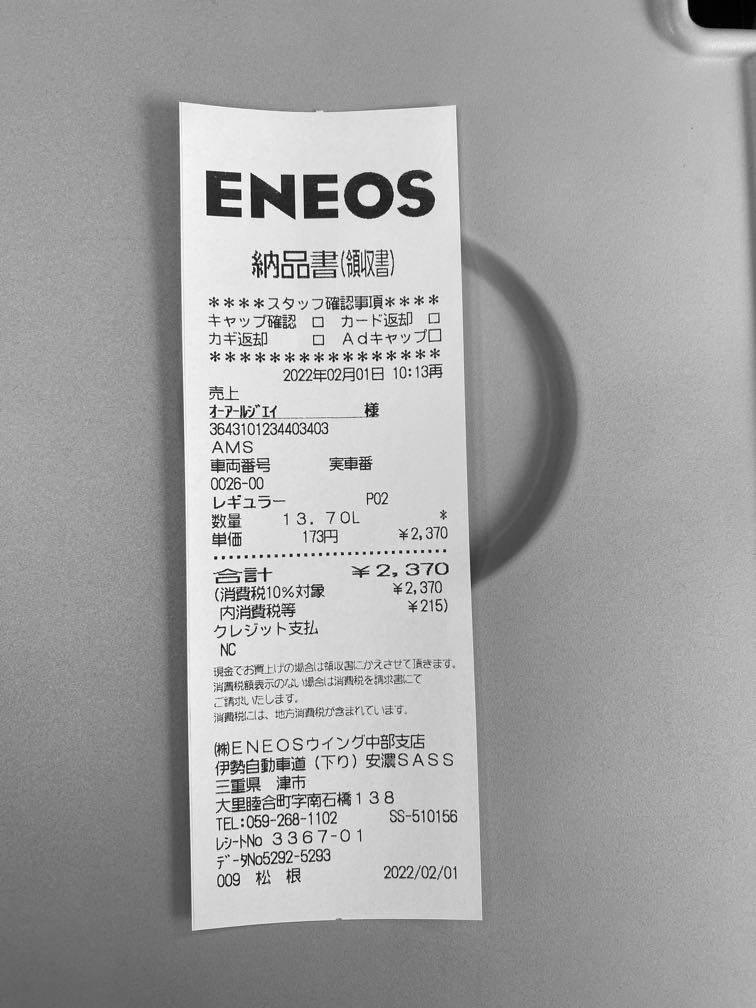 ENEOS
納品書(領収書)
****スタッフ確認事項****
キャップ確認 □ カード返却 □
カギ返却 □ Adキャップ□
****************
2022年02月01日 10:13再
売上
オーアールジエイ 様
3643101234403403
AMS
車両番号 実車番
0026-00
レギュラー P02
数量 13.70L *
単価 173円 ¥2,370
合計 ¥2,370
(消費税10%対象 ¥2,370
内消費税等 ¥215)
クレジット支払
NC
現金でお買上げの場合は領収書にかえさせて頂きます。
消費税額表示のない場合は消費税を請求書にて
ご請求いたします。
消費税には、地方消費税が含まれています。
㈱ENEOSウイング中部支店
伊勢自動車道(下り)安濃SASS
三重県 津市
大里睦合町字南石橋138
TEL:059-268-1102 SS-510156
レシートNo 3367-01
データNo5292-5293
009 松根 2022/02/01